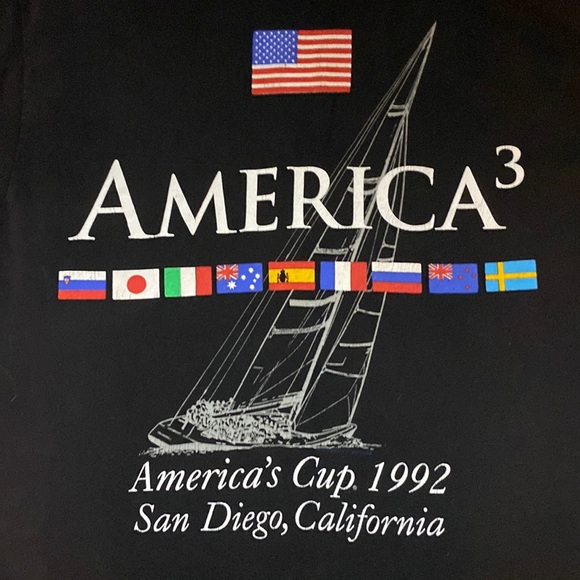 AMERICA³
America's Cup 1992
San Diego, California